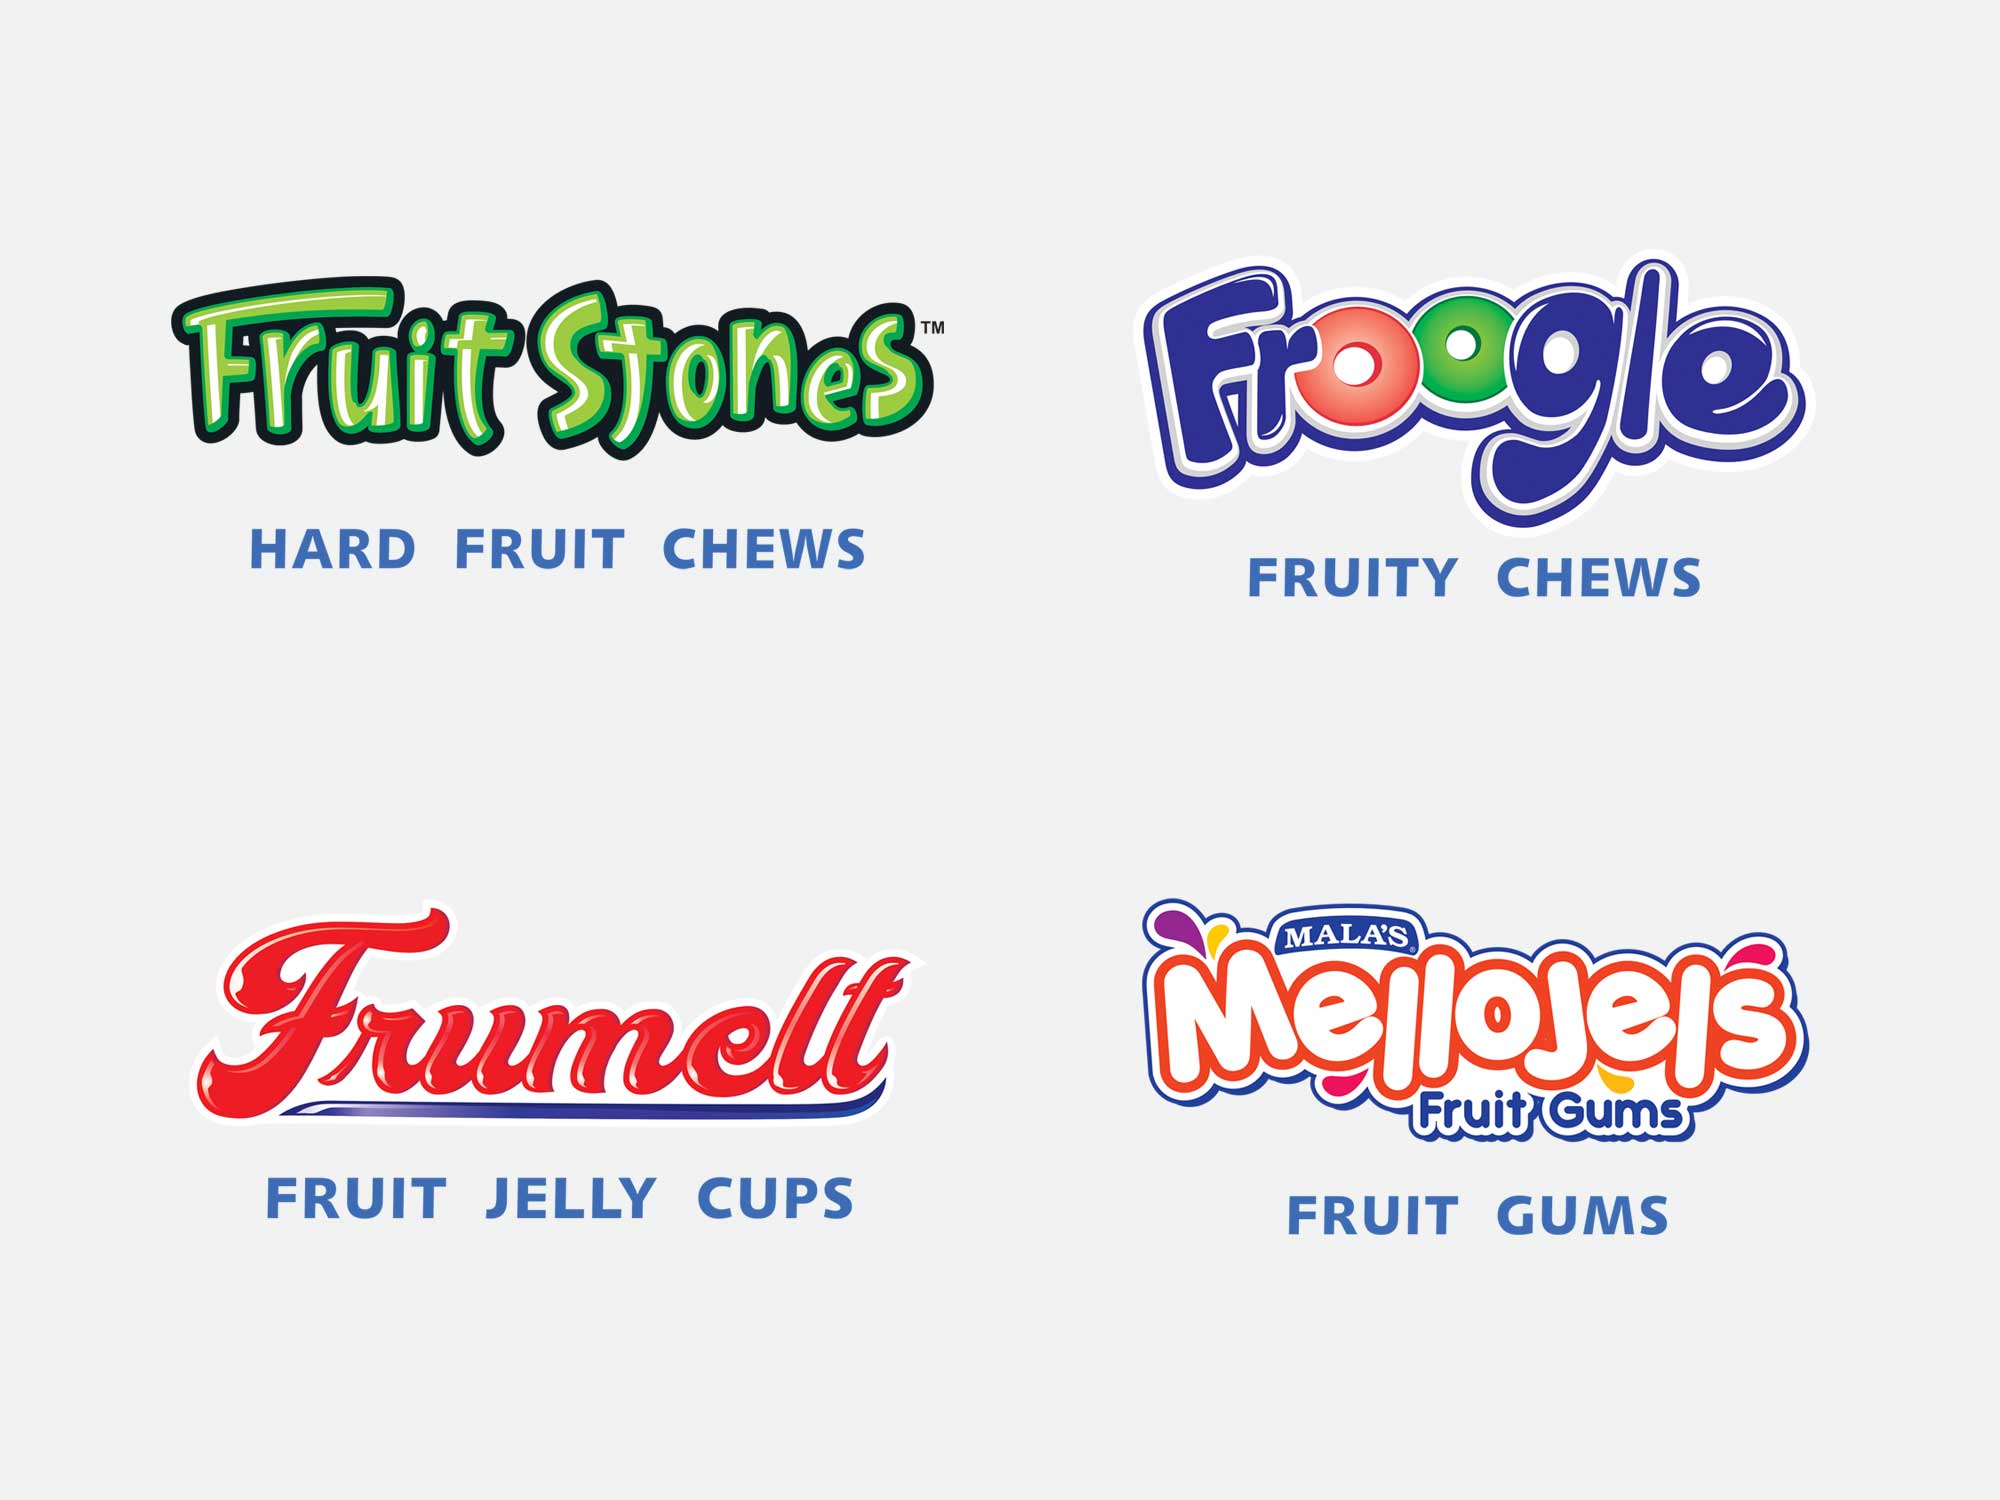 Fruit Stones™
HARD FRUIT CHEWS
Froogle
FRUITY CHEWS
Frumelt
FRUIT JELLY CUPS
MALA'S®
Mellojels
Fruit Gums
FRUIT GUMS